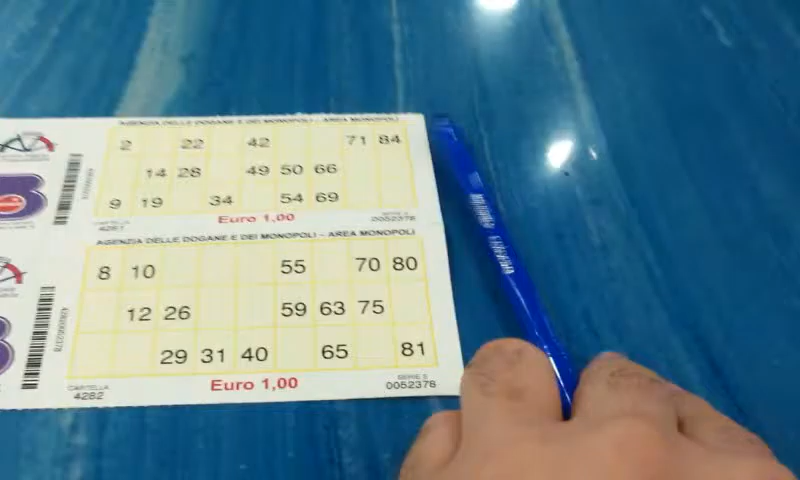 AGENZIA DELLE DOGANE E DEI MONOPOLI - AREA MONOPOLI
2 22 42 71 84
14 28 49 50 66
9 19 34 54 69
CARTELLA
4281
Euro 1,00
SERIE S
0052378
AGENZIA DELLE DOGANE E DEI MONOPOLI - AREA MONOPOLI
8 10 55 70 80
12 26 59 63 75
29 31 40 65 81
CARTELLA
4282
Euro 1,00
SERIE S
0052378